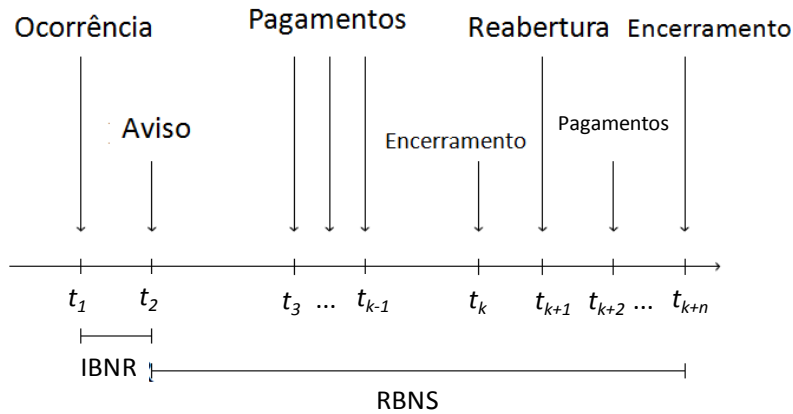 Ocorrência Pagamentos Reabertura Encerramento
Aviso Encerramento Pagamentos
t1 t2 t3 ... tk-1 tk tk+1 tk+2 ... tk+n
IBNR
RBNS